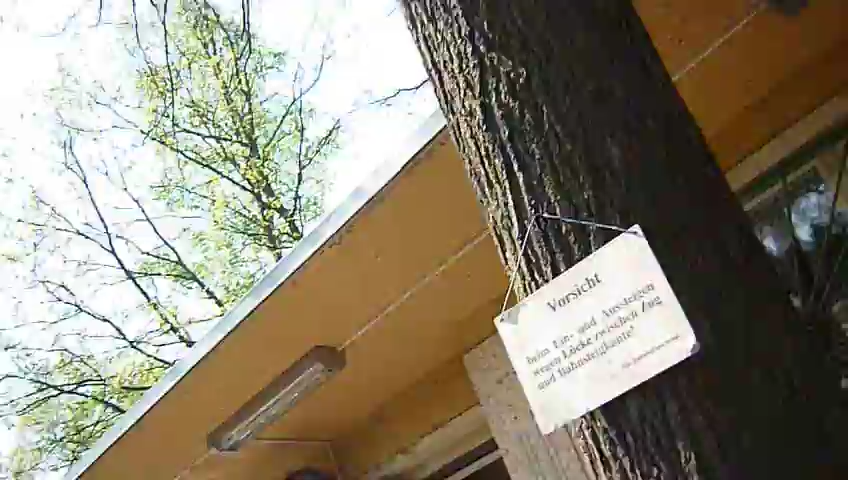 Vorsicht
beim Ein- und Aussteigen
wegen Lücke zwischen Zug
und Bahnsteigkante!